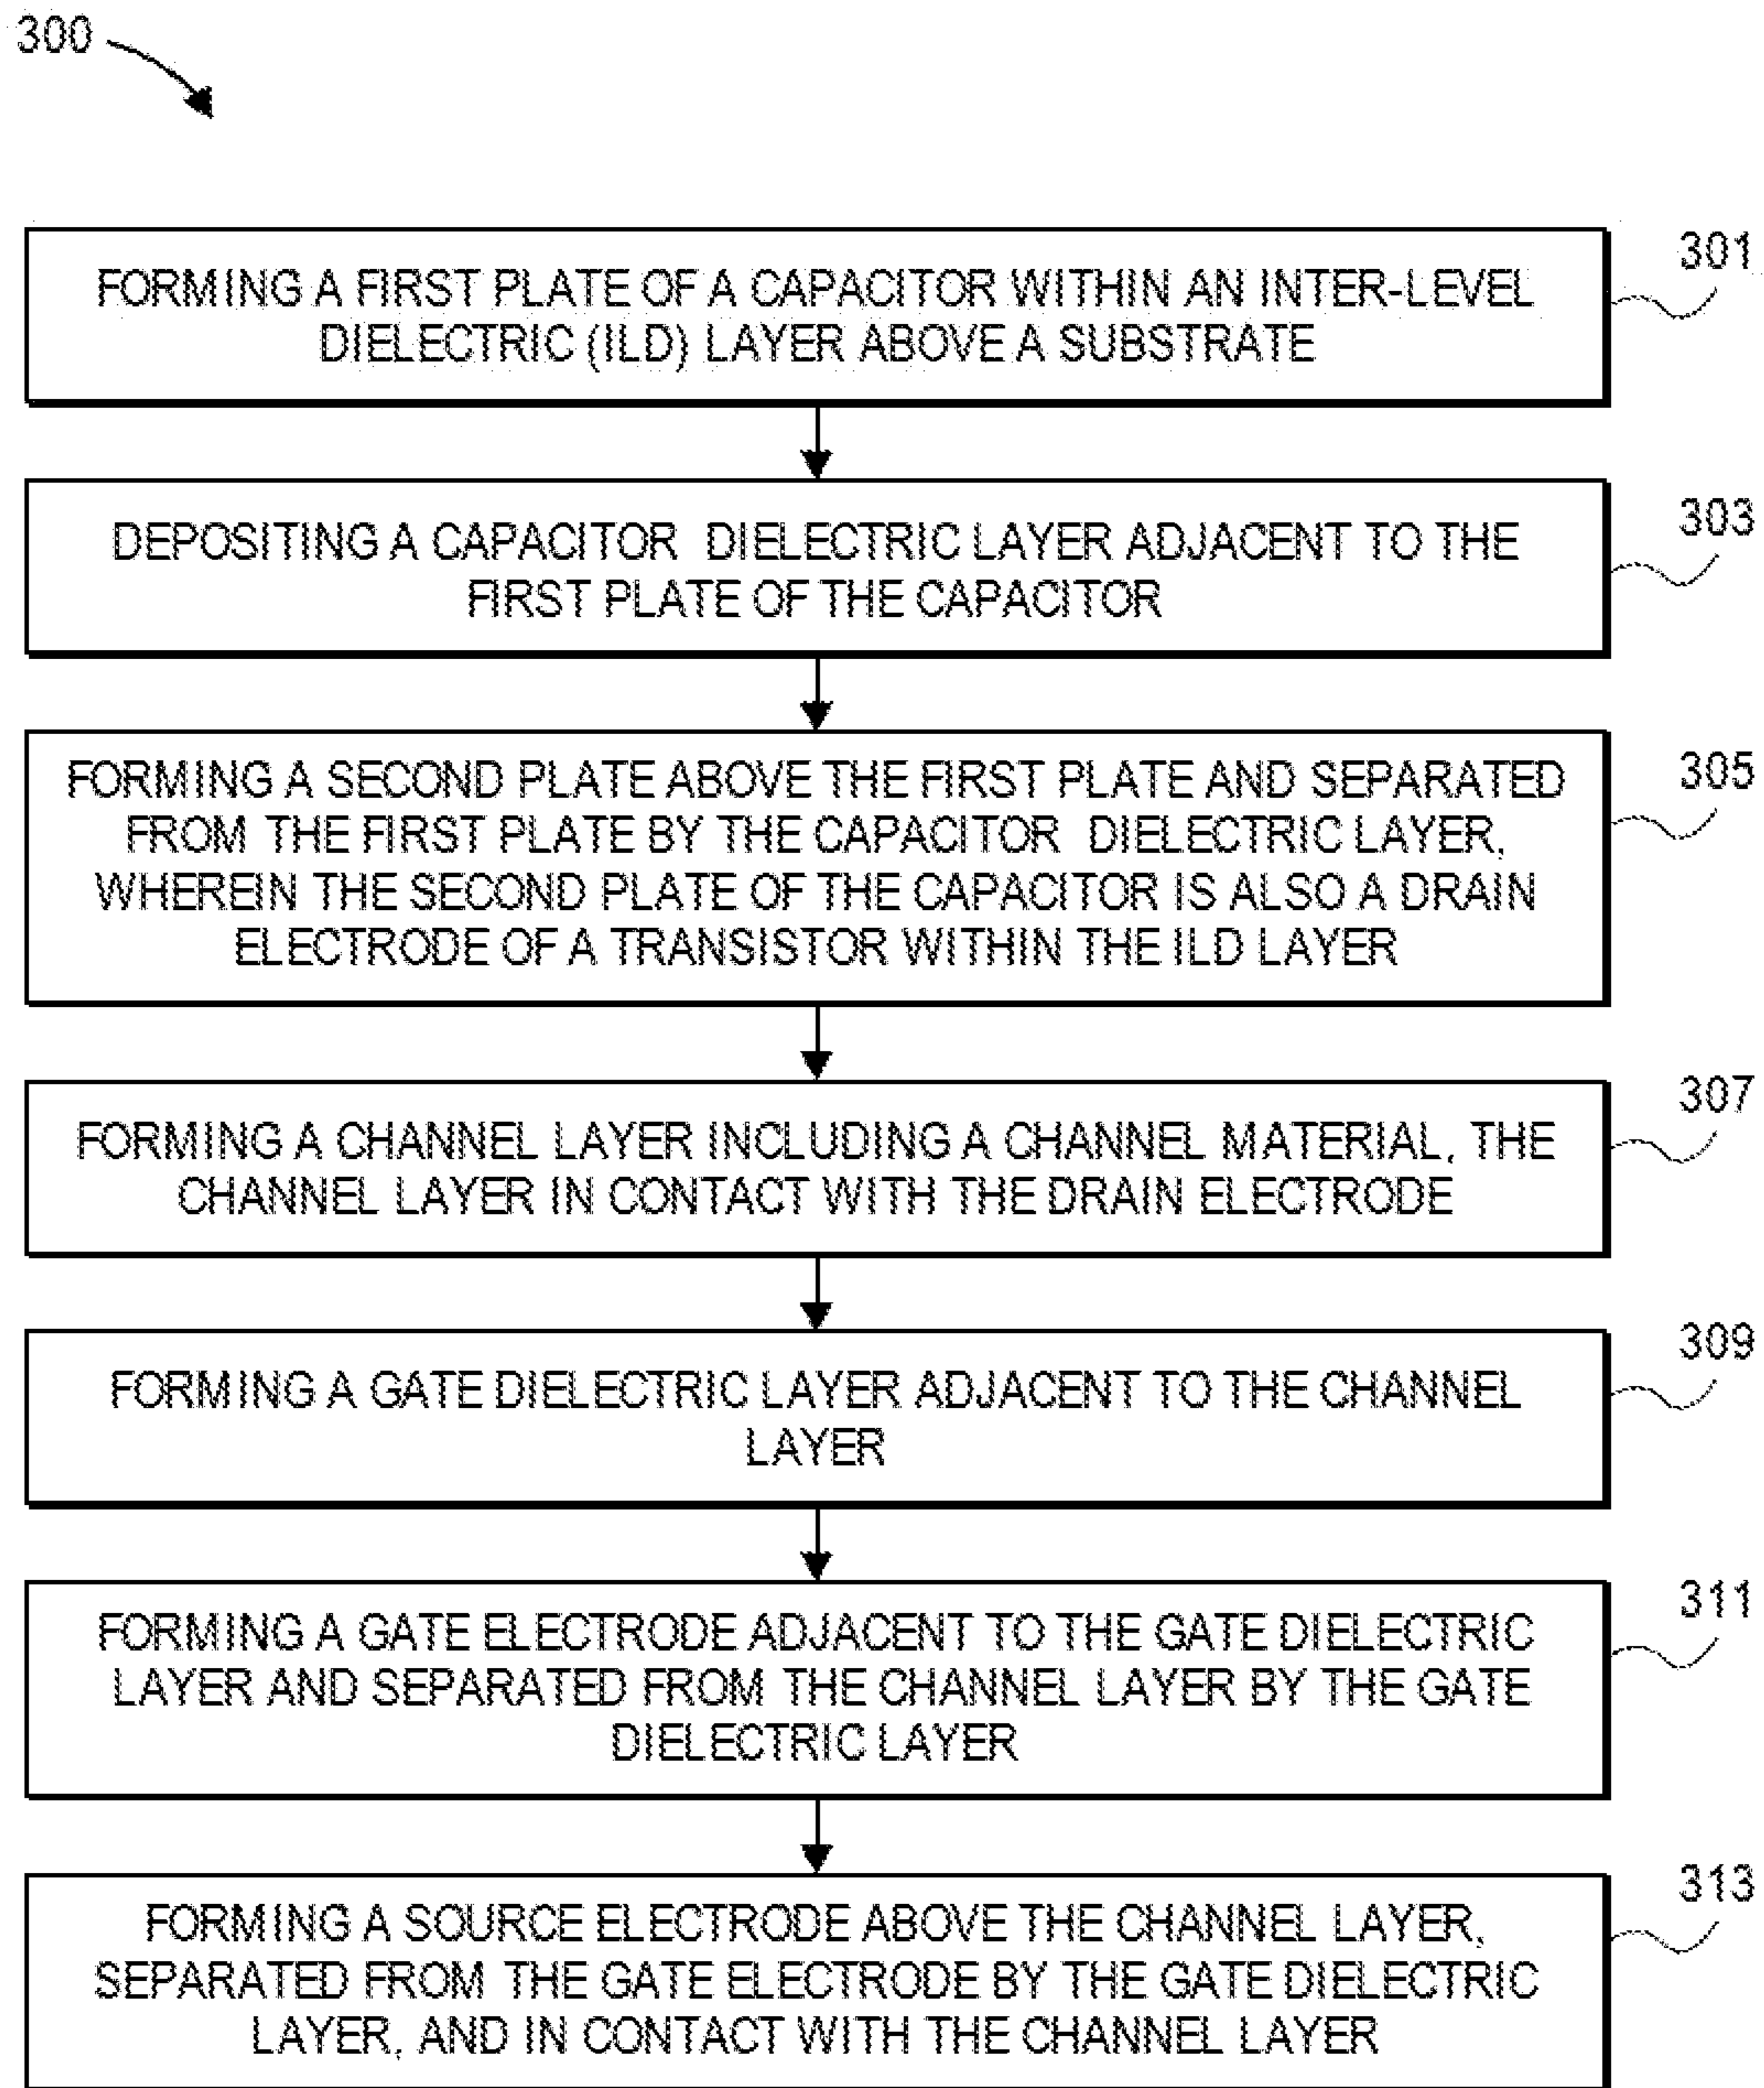 300
301
FORMING A FIRST PLATE OF A CAPACITOR WITHIN AN INTER-LEVEL
DIELECTRIC (ILD) LAYER ABOVE A SUBSTRATE
303
DEPOSITING A CAPACITOR DIELECTRIC LAYER ADJACENT TO THE
FIRST PLATE OF THE CAPACITOR
305
FORMING A SECOND PLATE ABOVE THE FIRST PLATE AND SEPARATED
FROM THE FIRST PLATE BY THE CAPACITOR DIELECTRIC LAYER,
WHEREIN THE SECOND PLATE OF THE CAPACITOR IS ALSO A DRAIN
ELECTRODE OF A TRANSISTOR WITHIN THE ILD LAYER
307
FORMING A CHANNEL LAYER INCLUDING A CHANNEL MATERIAL, THE
CHANNEL LAYER IN CONTACT WITH THE DRAIN ELECTRODE
309
FORMING A GATE DIELECTRIC LAYER ADJACENT TO THE CHANNEL
LAYER
311
FORMING A GATE ELECTRODE ADJACENT TO THE GATE DIELECTRIC
LAYER AND SEPARATED FROM THE CHANNEL LAYER BY THE GATE
DIELECTRIC LAYER
313
FORMING A SOURCE ELECTRODE ABOVE THE CHANNEL LAYER,
SEPARATED FROM THE GATE ELECTRODE BY THE GATE DIELECTRIC
LAYER, AND IN CONTACT WITH THE CHANNEL LAYER